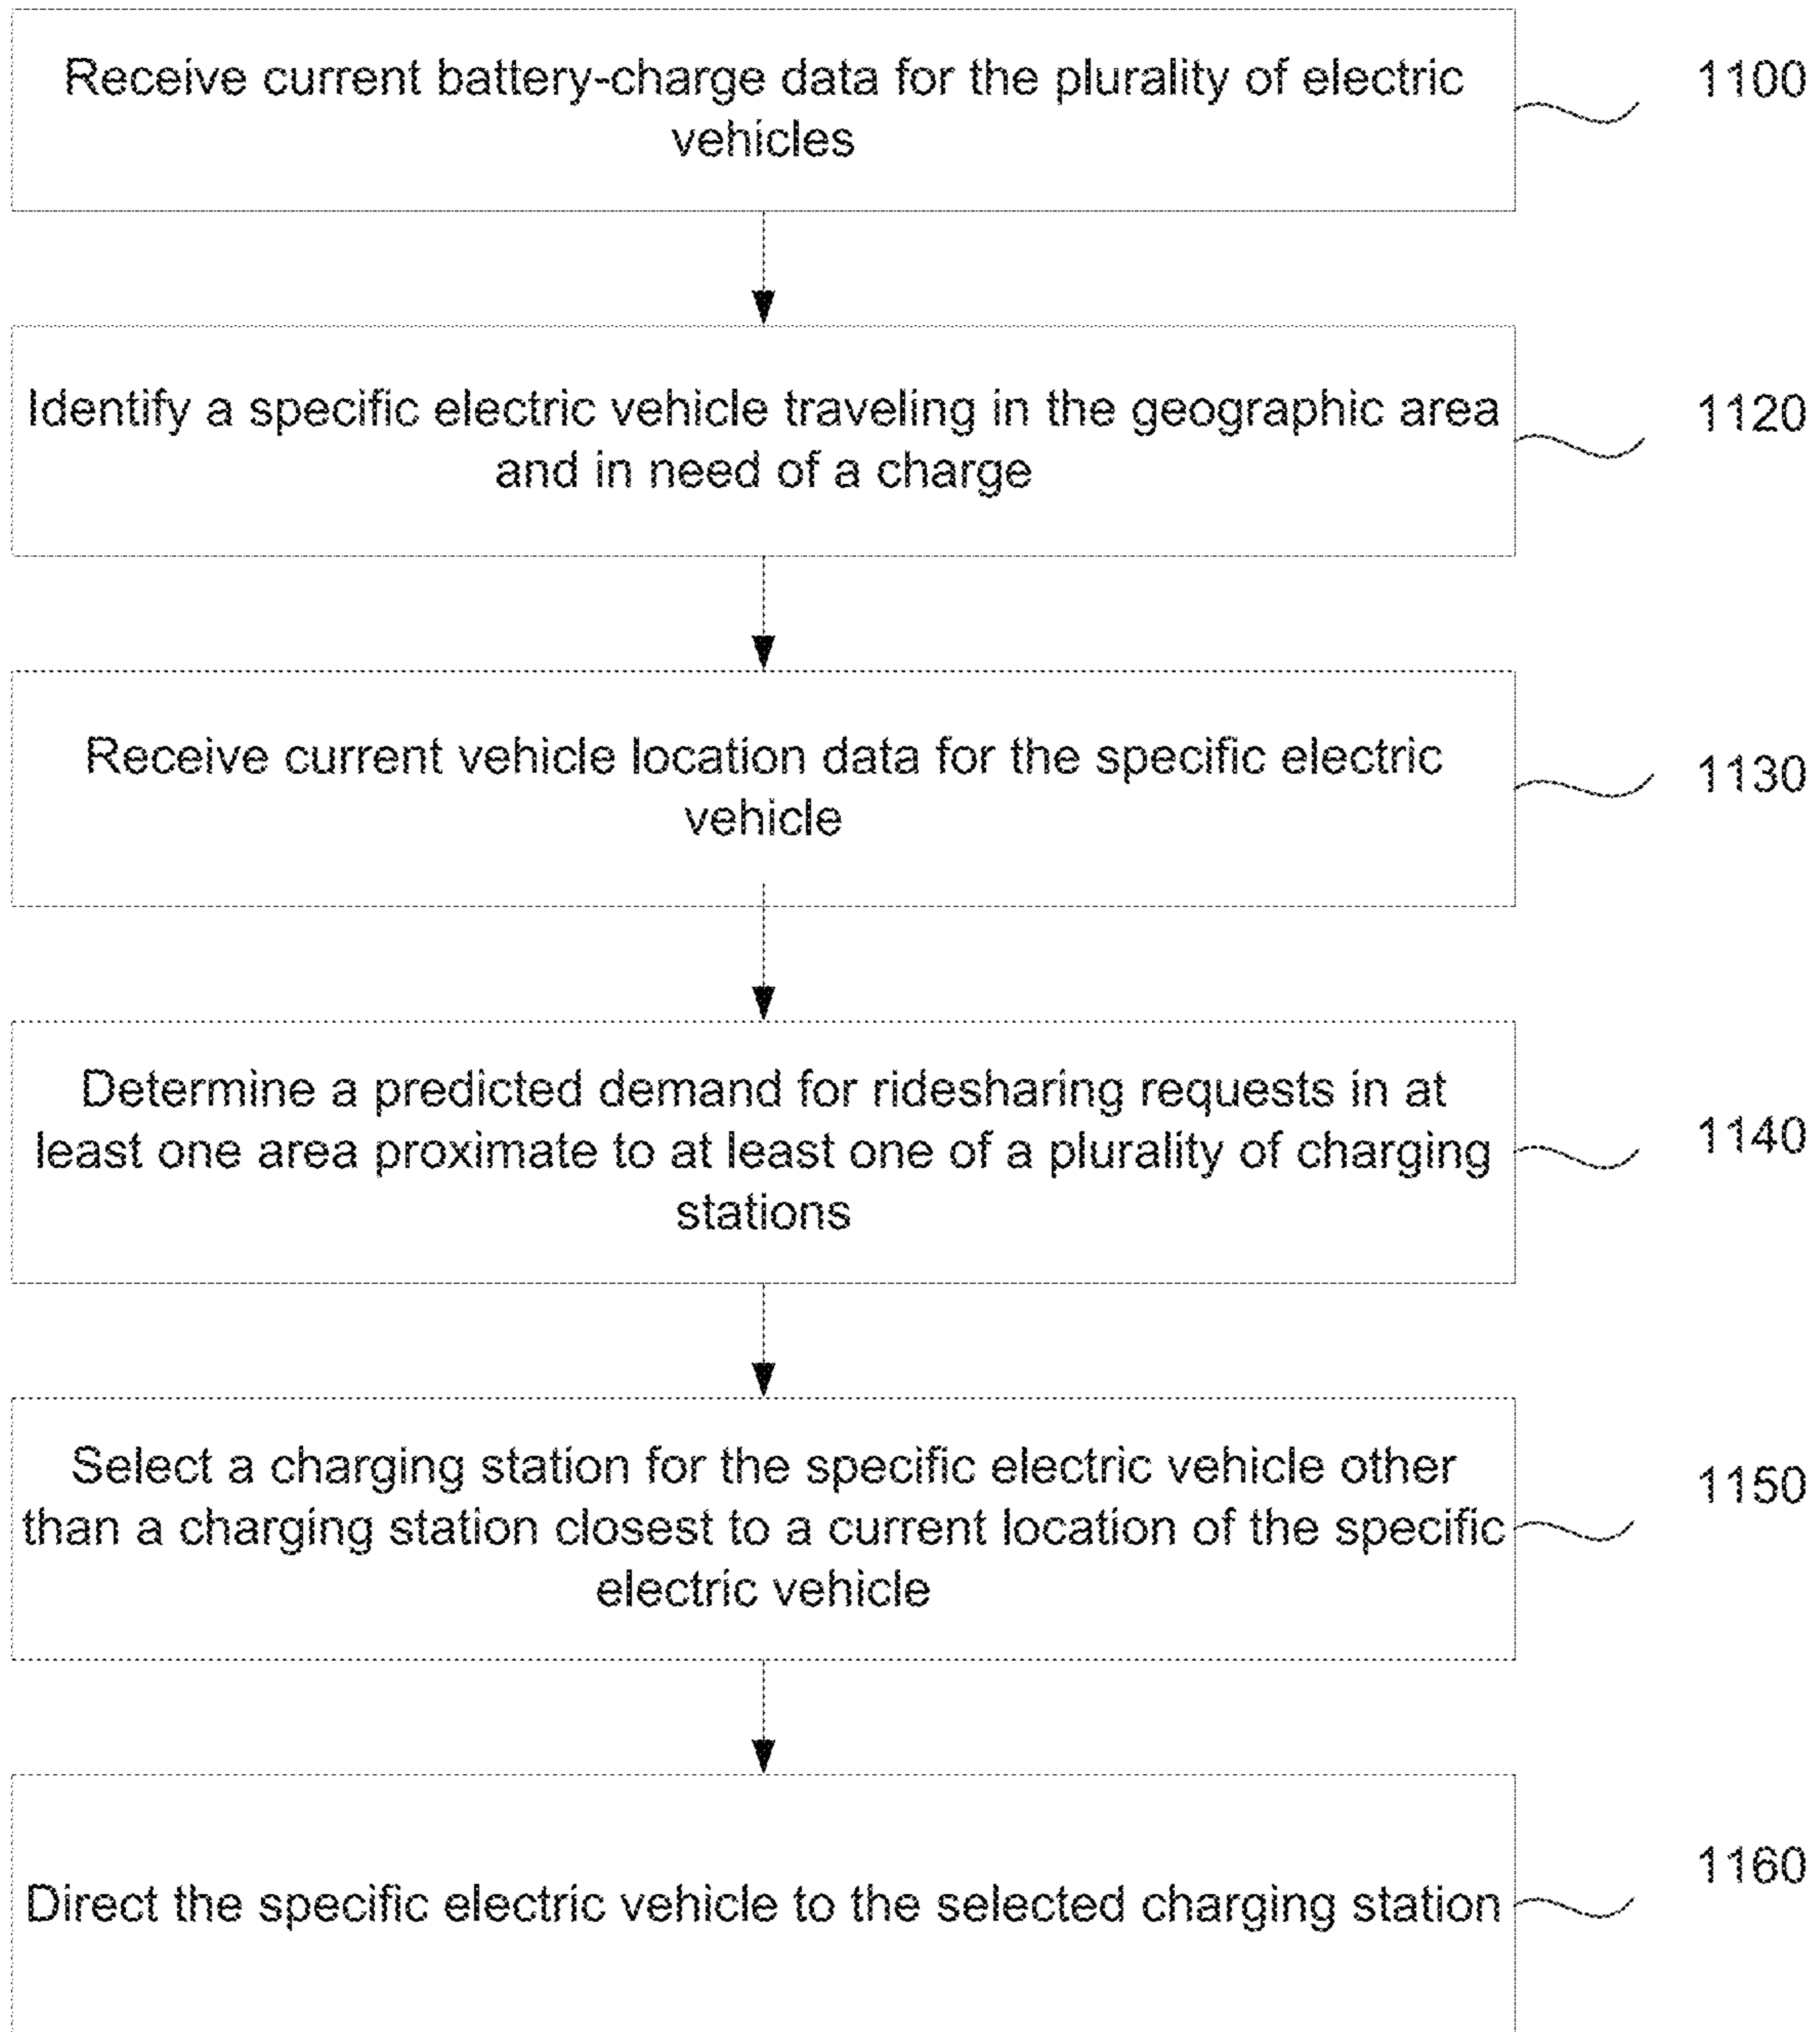 Receive current battery-charge data for the plurality of electric
vehicles
1100
Identify a specific electric vehicle traveling in the geographic area
and in need of a charge
1120
Receive current vehicle location data for the specific electric
vehicle
1130
Determine a predicted demand for ridesharing requests in at
least one area proximate to at least one of a plurality of charging
stations
1140
Select a charging station for the specific electric vehicle other
than a charging station closest to a current location of the specific
electric vehicle
1150
Direct the specific electric vehicle to the selected charging station
1160